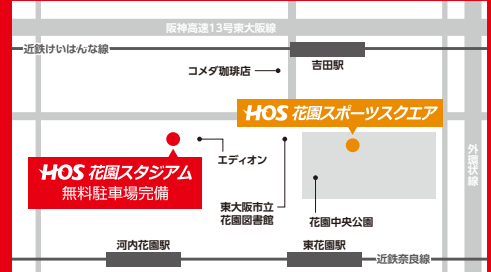 阪神高速13号東大阪線
近鉄けいはんな線
吉田駅
コメダ珈琲店
HOS 花園スポーツスクエア
エディオン
HOS 花園スタジアム
無料駐車場完備
外環状線
東大阪市立
花園図書館
花園中央公園
河内花園駅
東花園駅
近鉄奈良線